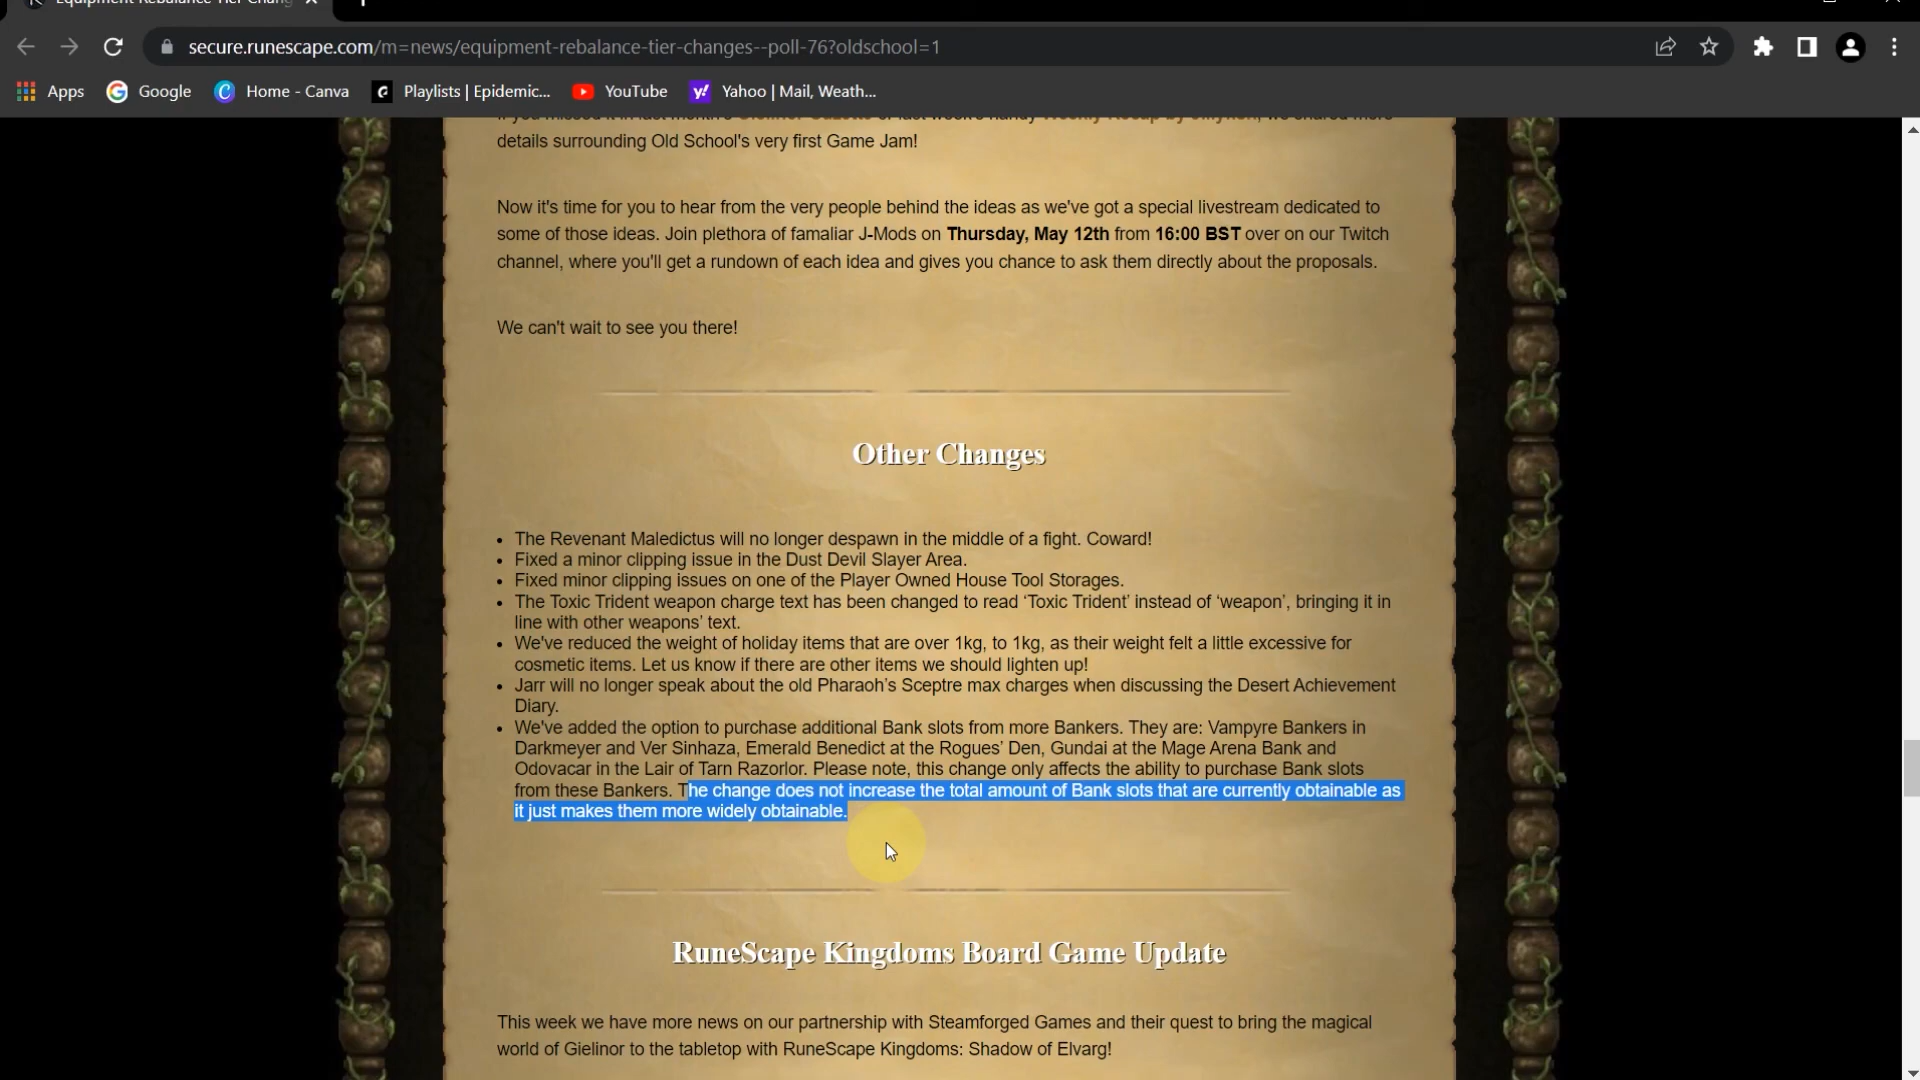 Equipment Rebalance Tier Chang
secure.runescape.com/m=news/equipment-rebalance-tier-changes--poll-76?oldschool=1
Apps Google Home - Canva Playlists | Epidemic... YouTube Yahoo | Mail, Weath...
details surrounding Old School's very first Game Jam!
Now it's time for you to hear from the very people behind the ideas as we've got a special livestream dedicated to
some of those ideas. Join plethora of famaliar J-Mods on Thursday, May 12th from 16:00 BST over on our Twitch
channel, where you'll get a rundown of each idea and gives you chance to ask them directly about the proposals.
We can't wait to see you there!
Other Changes
• The Revenant Maledictus will no longer despawn in the middle of a fight. Coward!
• Fixed a minor clipping issue in the Dust Devil Slayer Area.
• Fixed minor clipping issues on one of the Player Owned House Tool Storages.
• The Toxic Trident weapon charge text has been changed to read ‘Toxic Trident’ instead of ‘weapon’, bringing it in
line with other weapons’ text.
• We've reduced the weight of holiday items that are over 1kg, to 1kg, as their weight felt a little excessive for
cosmetic items. Let us know if there are other items we should lighten up!
• Jarr will no longer speak about the old Pharaoh’s Sceptre max charges when discussing the Desert Achievement
Diary.
• We've added the option to purchase additional Bank slots from more Bankers. They are: Vampyre Bankers in
Darkmeyer and Ver Sinhaza, Emerald Benedict at the Rogues’ Den, Gundai at the Mage Arena Bank and
Odovacar in the Lair of Tarn Razorlor. Please note, this change only affects the ability to purchase Bank slots
from these Bankers. The change does not increase the total amount of Bank slots that are currently obtainable as
it just makes them more widely obtainable.
RuneScape Kingdoms Board Game Update
This week we have more news on our partnership with Steamforged Games and their quest to bring the magical
world of Gielinor to the tabletop with RuneScape Kingdoms: Shadow of Elvarg!